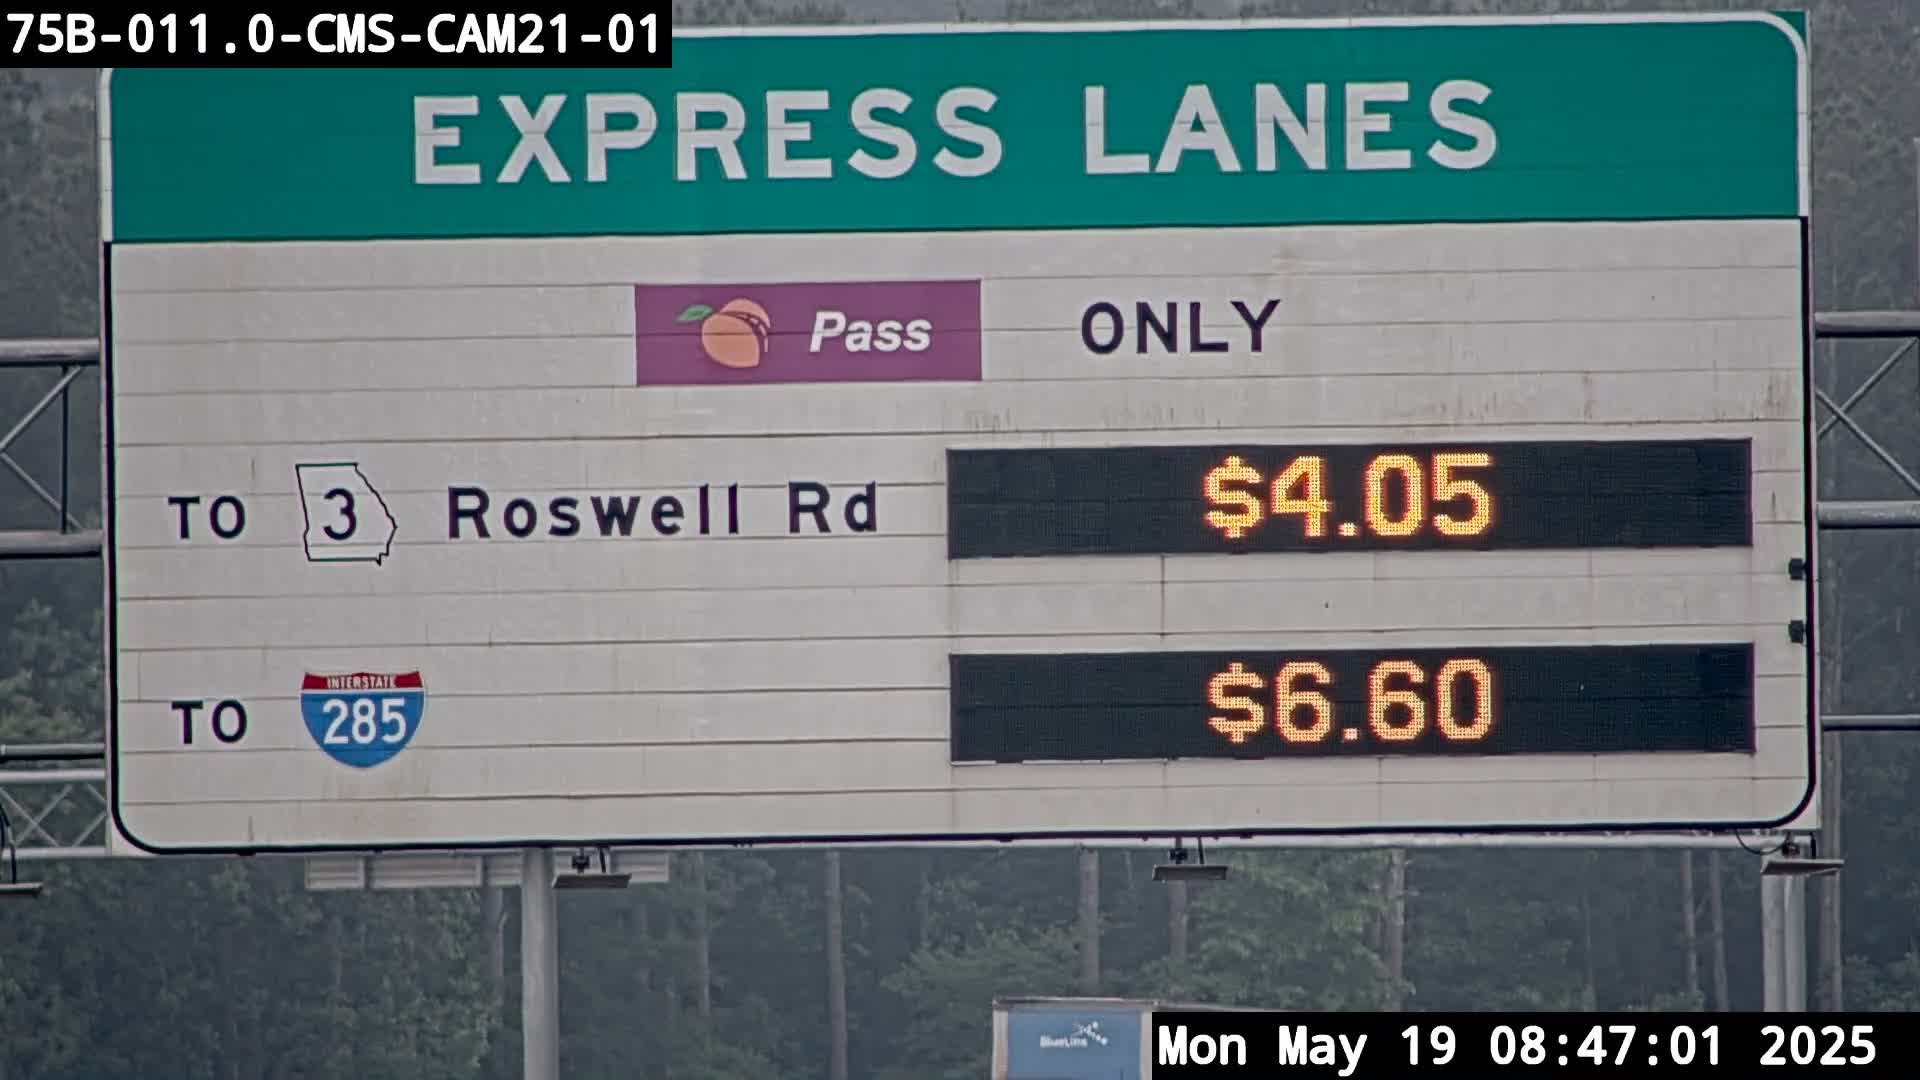 75B-011.0-CMS-CAM21-01
EXPRESS LANES
Pass ONLY
TO 3 Roswell Rd $4.05
TO INTERSTATE 285 $6.60
BlueLinx
Mon May 19 08:47:01 2025